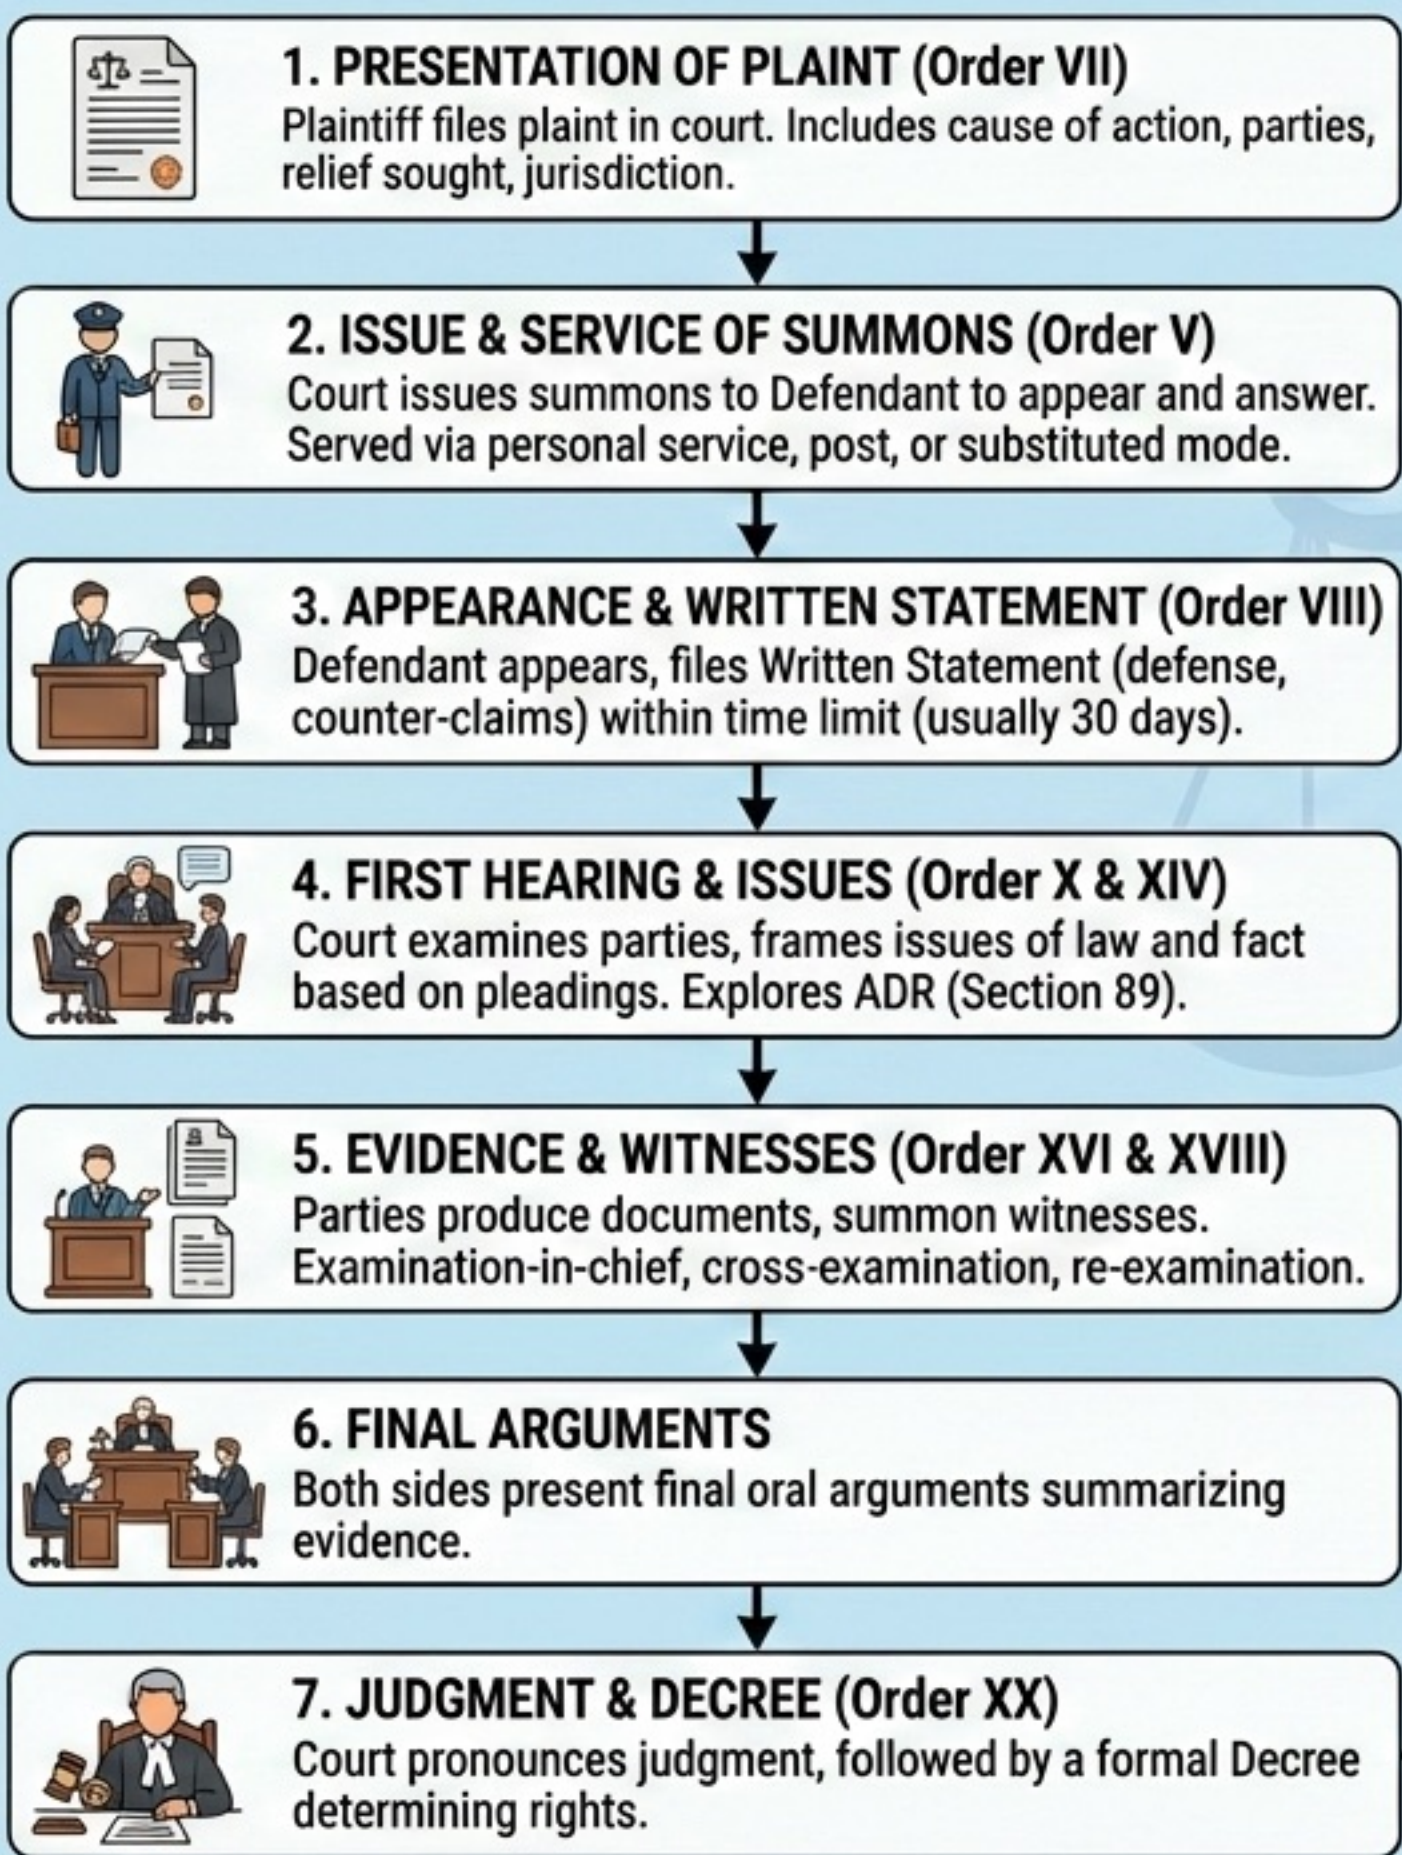 1. PRESENTATION OF PLAINT (Order VII)
Plaintiff files plaint in court. Includes cause of action, parties,
relief sought, jurisdiction.
2. ISSUE & SERVICE OF SUMMONS (Order V)
Court issues summons to Defendant to appear and answer.
Served via personal service, post, or substituted mode.
3. APPEARANCE & WRITTEN STATEMENT (Order VIII)
Defendant appears, files Written Statement (defense,
counter-claims) within time limit (usually 30 days).
4. FIRST HEARING & ISSUES (Order X & XIV)
Court examines parties, frames issues of law and fact
based on pleadings. Explores ADR (Section 89).
5. EVIDENCE & WITNESSES (Order XVI & XVIII)
Parties produce documents, summon witnesses.
Examination-in-chief, cross-examination, re-examination.
6. FINAL ARGUMENTS
Both sides present final oral arguments summarizing
evidence.
7. JUDGMENT & DECREE (Order XX)
Court pronounces judgment, followed by a formal Decree
determining rights.